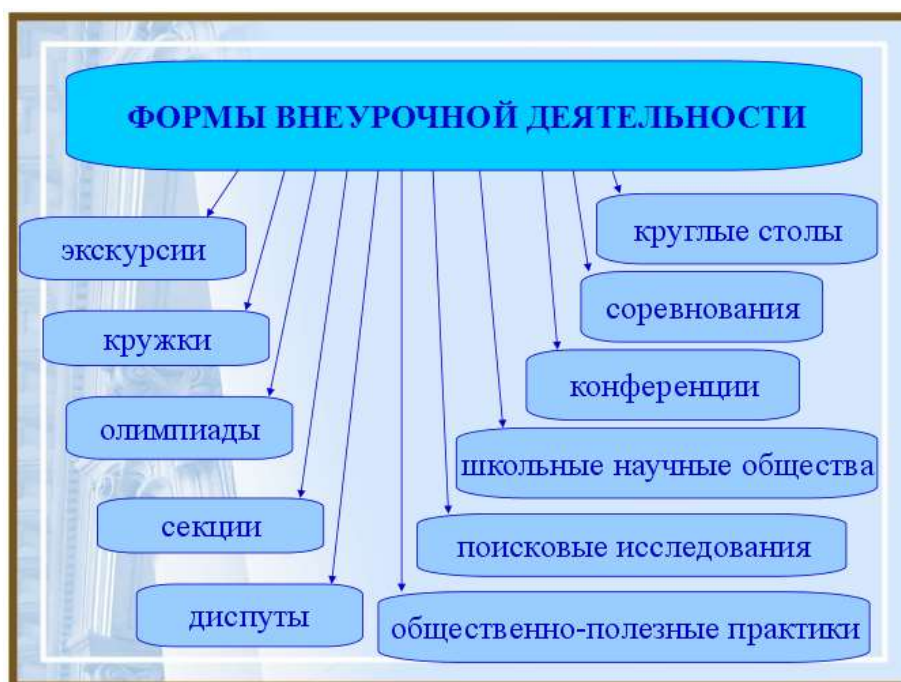 ФОРМЫ ВНЕУРОЧНОЙ ДЕЯТЕЛЬНОСТИ
экскурсии
кружки
олимпиады
секции
диспуты
круглые столы
соревнования
конференции
школьные научные общества
поисковые исследования
общественно-полезные практики